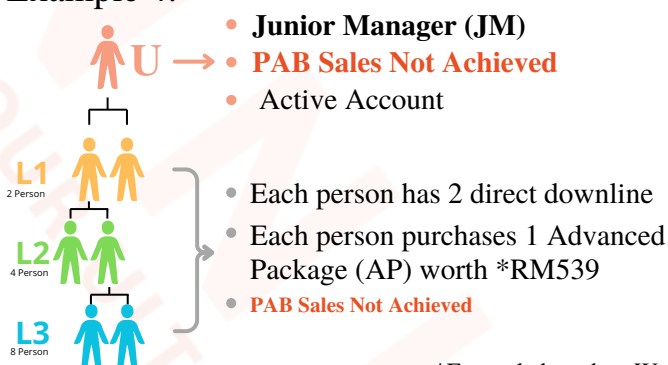 Junior Manager (JM)
U
PAB Sales Not Achieved
Active Account
L1
2 Person
Each person has 2 direct downline
L2
4 Person
Each person purchases 1 Advanced
Package (AP) worth *RM539
PAB Sales Not Achieved
L3
8 Person